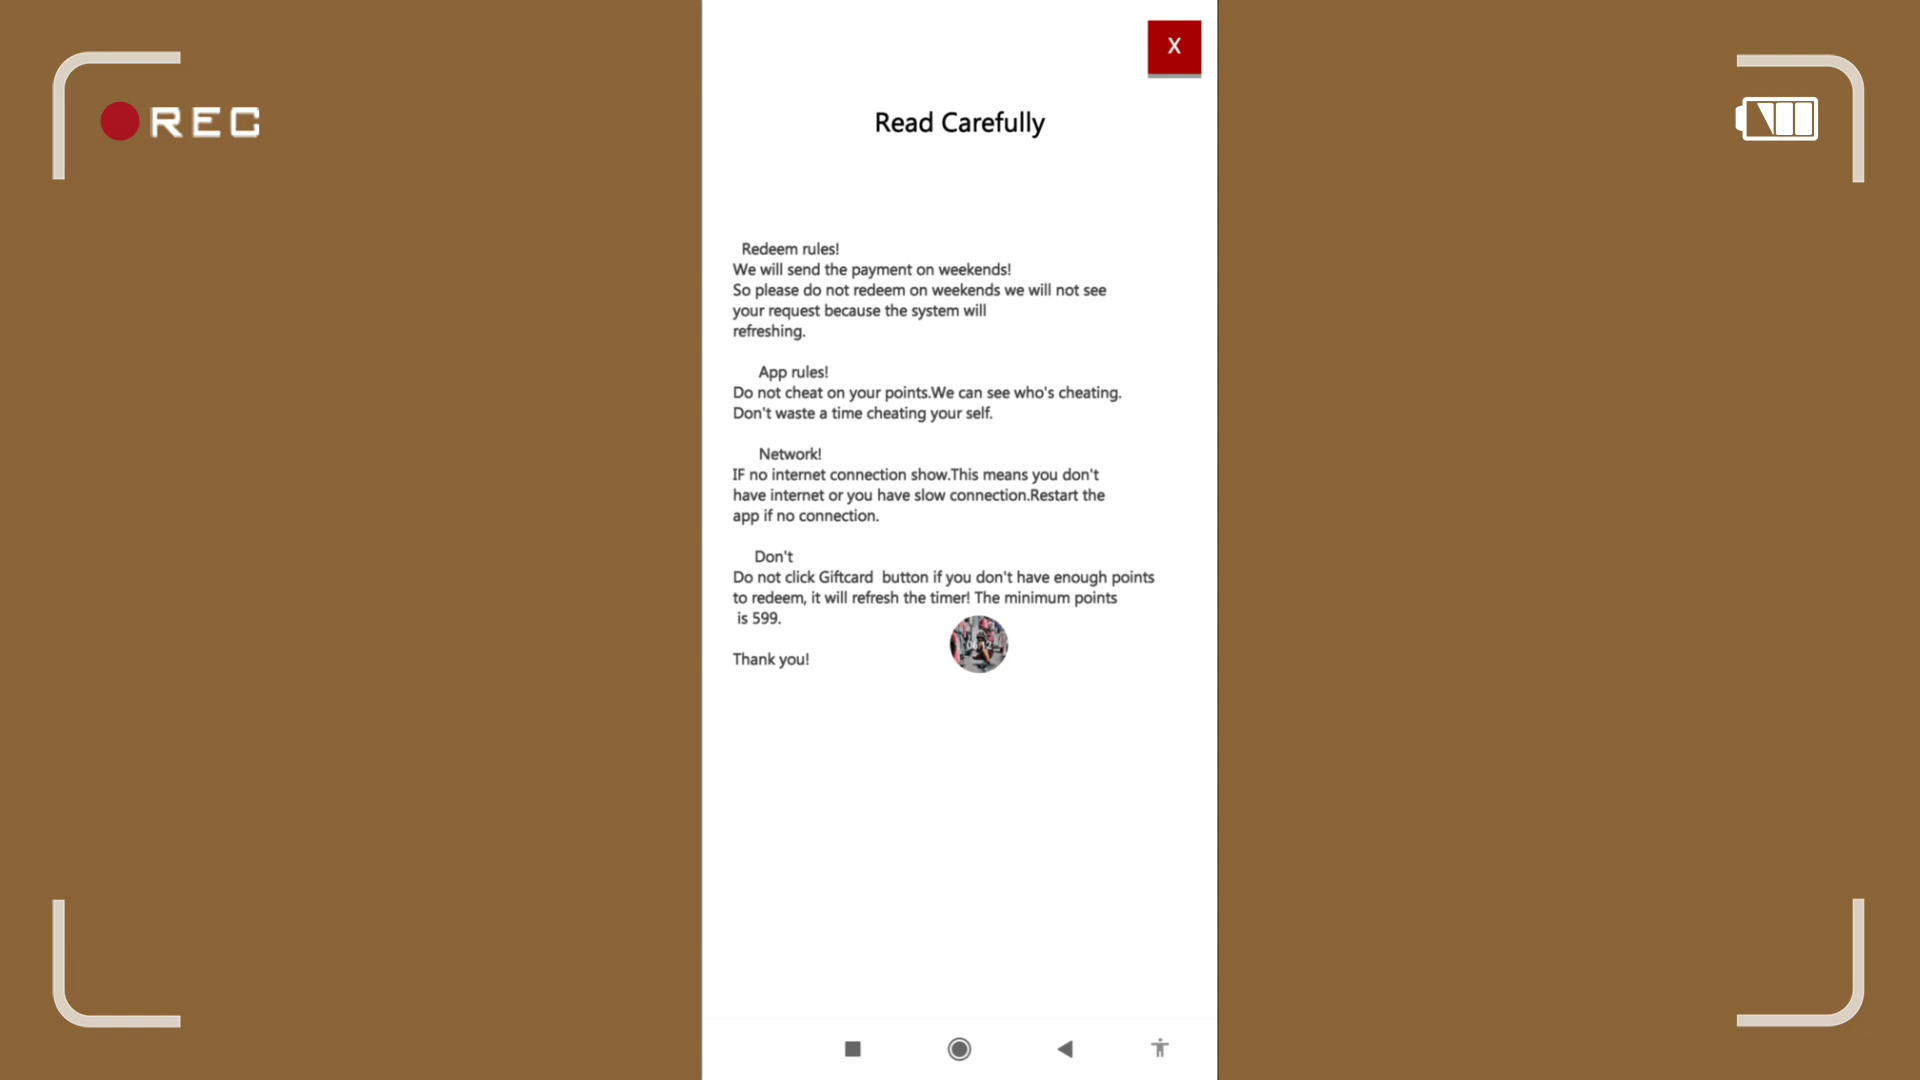 REC
X
Read Carefully
Redeem rules!
We will send the payment on weekends!
So please do not redeem on weekends we will not see
your request because the system will
refreshing.
App rules!
Do not cheat on your points.We can see who's cheating.
Don't waste a time cheating your self.
Network!
IF no internet connection show.This means you don't
have internet or you have slow connection.Restart the
app if no connection.
Don't
Do not click Giftcard  button if you don't have enough points
to redeem, it will refresh the timer! The minimum points
is 599.
Thank you!